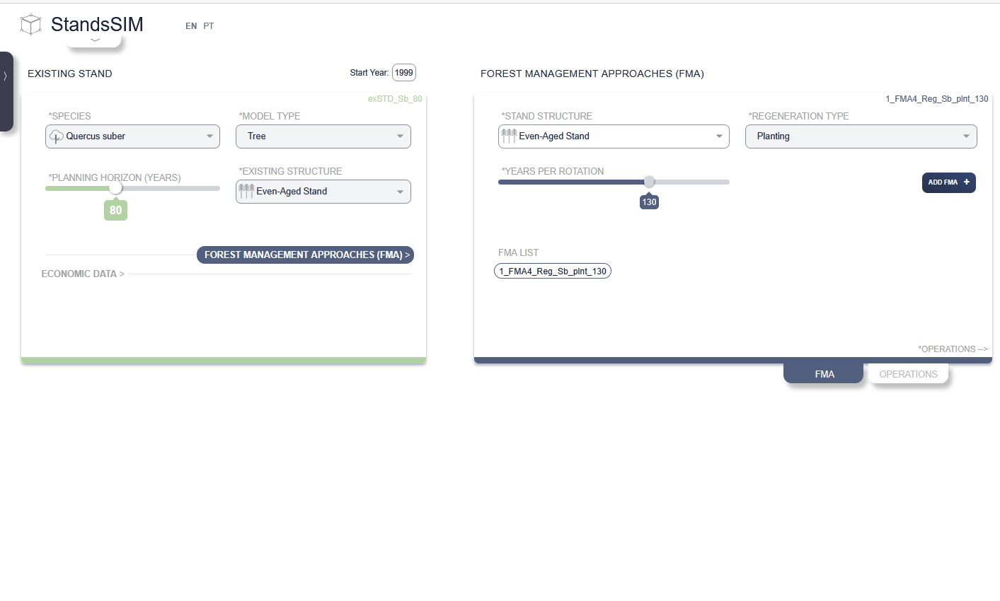 StandsSIM
EN PT
EXISTING STAND
Start Year: 1999
exSTD_Sb_80
*SPECIES
Quercus suber
*MODEL TYPE
Tree
*PLANNING HORIZON (YEARS)
80
*EXISTING STRUCTURE
Even-Aged Stand
FOREST MANAGEMENT APPROACHES (FMA) >
ECONOMIC DATA >
FOREST MANAGEMENT APPROACHES (FMA)
1_FMA4_Reg_Sb_plnt_130
*STAND STRUCTURE
Even-Aged Stand
*REGENERATION TYPE
Planting
*YEARS PER ROTATION
130
ADD FMA +
FMA LIST
1_FMA4_Reg_Sb_plnt_130
*OPERATIONS -->
FMA
OPERATIONS